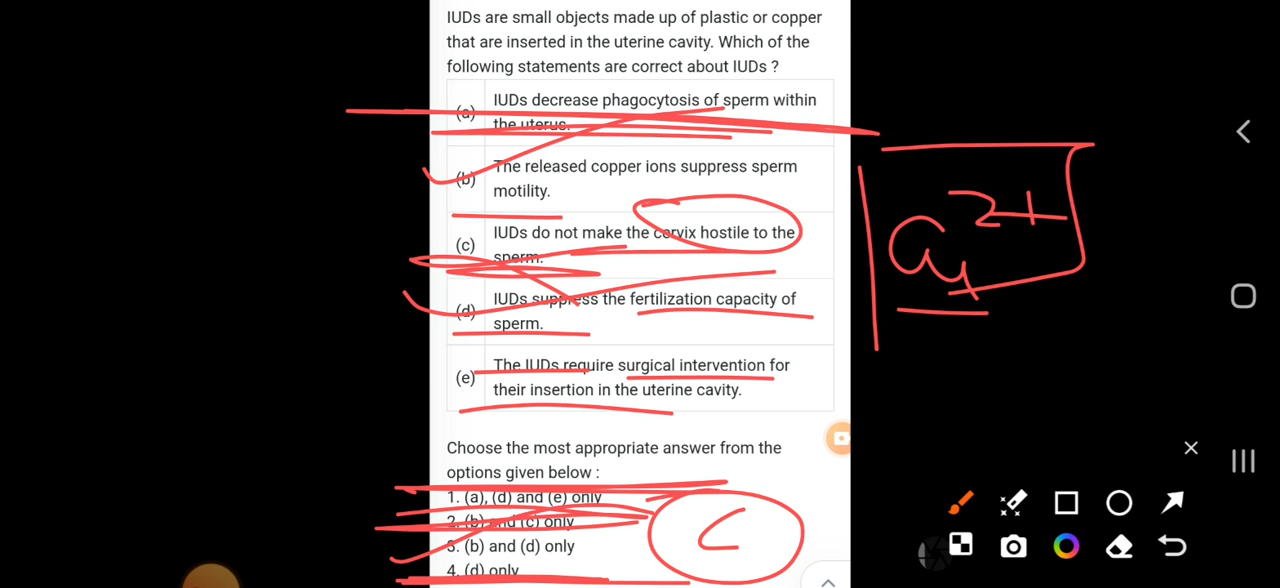 IUDs are small objects made up of plastic or copper
that are inserted in the uterine cavity. Which of the
following statements are correct about IUDs ?
(a) IUDs decrease phagocytosis of sperm within
the uterus.
(b) The released copper ions suppress sperm
motility.
(c) IUDs do not make the cervix hostile to the
sperm.
(d) IUDs suppress the fertilization capacity of
sperm.
(e) The IUDs require surgical intervention for
their insertion in the uterine cavity.
Choose the most appropriate answer from the
options given below :
1. (a), (d) and (e) only
2. (b) and (c) only
3. (b) and (d) only
4. (d) only
Cu2+
C